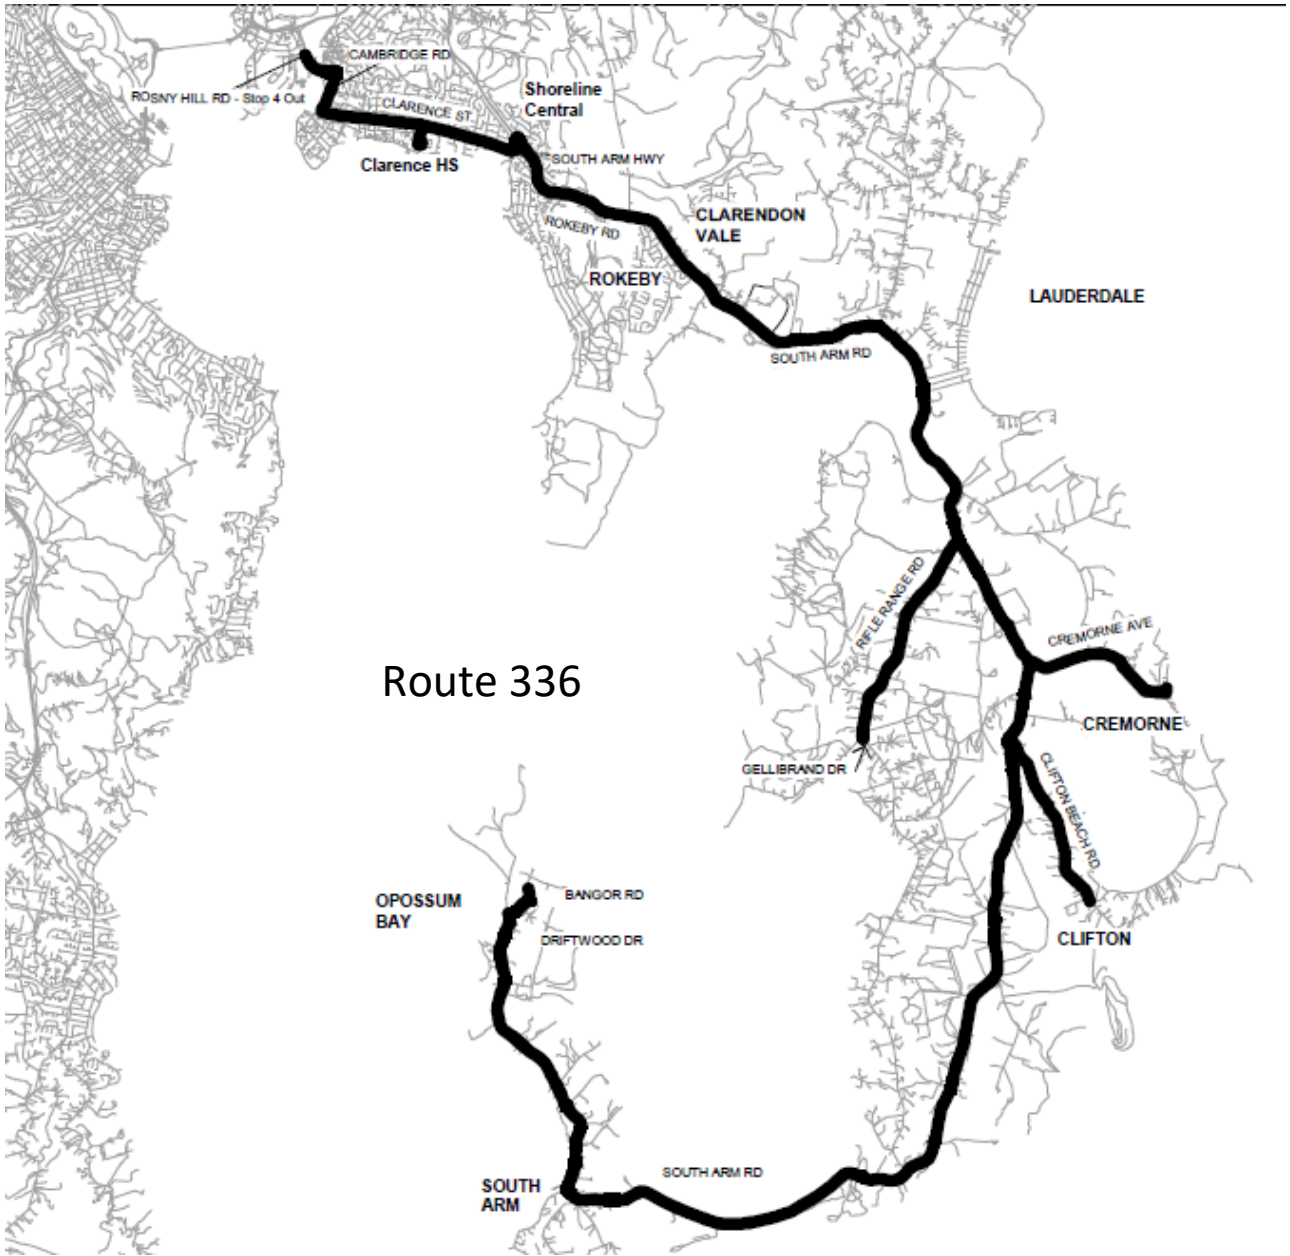 CAMBRIDGE RD
ROSNY HILL RD - Stop 4 Out
Shoreline
Central
CLARENCE ST
Clarence HS
SOUTH ARM HWY
CLARENDON
VALE
ROKEBY RD
ROKEBY
LAUDERDALE
SOUTH ARM RD
RIFLE RANGE RD
CREMORNE AVE
Route 336
CREMORNE
GELLIBRAND DR
CLIFTON BEACH RD
OPOSSUM
BAY
BANGOR RD
DRIFTWOOD DR
CLIFTON
SOUTH ARM RD
SOUTH
ARM